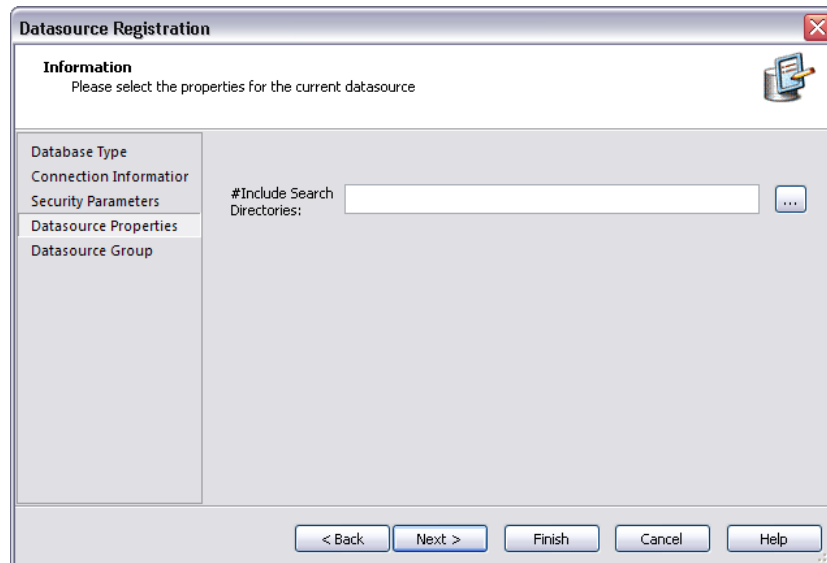 Datasource Registration
Information
Please select the properties for the current datasource
Database Type
Connection Informatior
Security Parameters
Datasource Properties
Datasource Group
#Include Search
Directories:
...
< Back
Next >
Finish
Cancel
Help